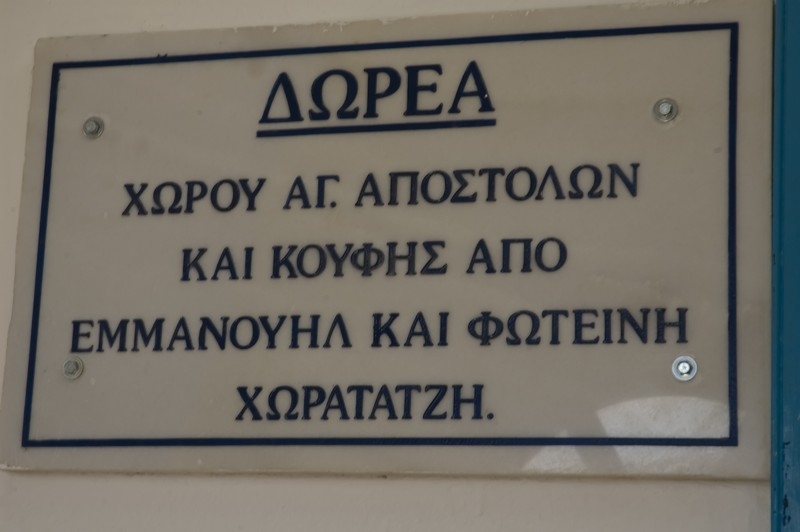 ΔΩΡΕΑ
ΧΩΡΟΥ ΑΓ. ΑΠΟΣΤΟΛΩΝ
ΚΑΙ ΚΟΥΦΗΣ ΑΠΟ
ΕΜΜΑΝΟΥΗΛ ΚΑΙ ΦΩΤΕΙΝΗ
ΧΩΡΑΤΑΤΖΗ.